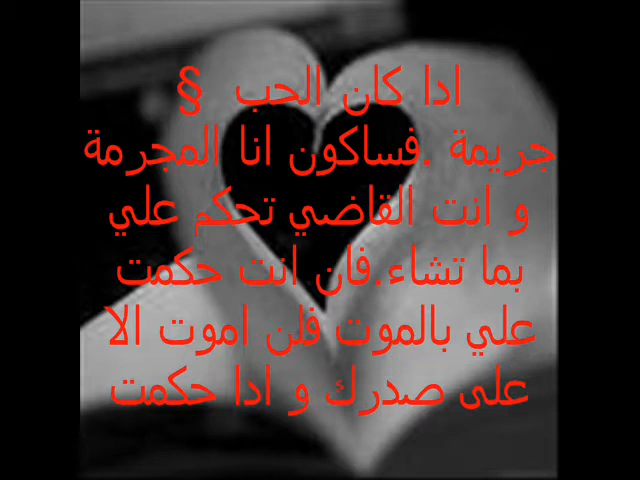 ادا كان الحب §
جريمة .فساكون انا المجرمة
و انت القاضي تحكم علي
بما تشاء.فان انت حكمت
علي بالموت فلن اموت الا
على صدرك و ادا حكمت